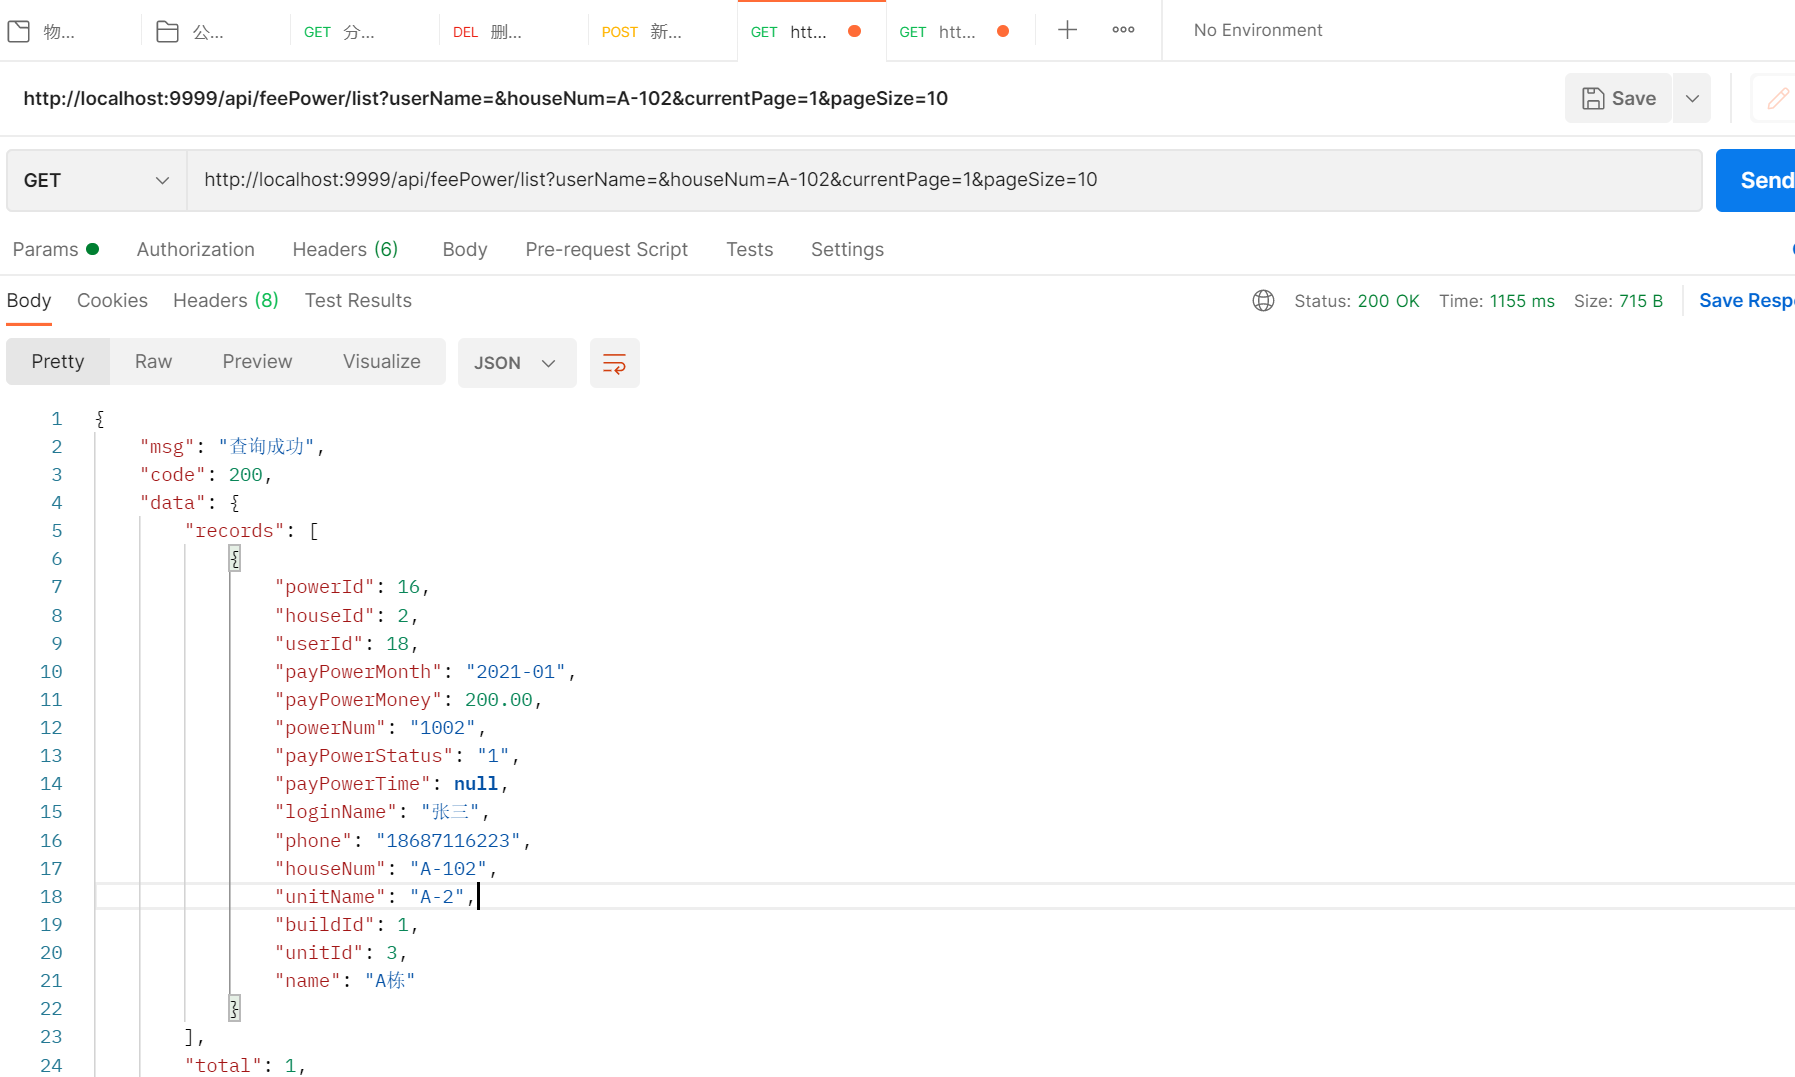 物... 公... GET 分... DEL 删... POST 新... GET htt... GET htt... No Environment
http://localhost:9999/api/feePower/list?userName=&houseNum=A-102&currentPage=1&pageSize=10 Save
GET http://localhost:9999/api/feePower/list?userName=&houseNum=A-102&currentPage=1&pageSize=10 Send
Params Authorization Headers (6) Body Pre-request Script Tests Settings
Body Cookies Headers (8) Test Results Status: 200 OK Time: 1155 ms Size: 715 B Save Resp
Pretty Raw Preview Visualize JSON
1 {
2 "msg": "查询成功",
3 "code": 200,
4 "data": {
5 "records": [
6 {
7 "powerId": 16,
8 "houseId": 2,
9 "userId": 18,
10 "payPowerMonth": "2021-01",
11 "payPowerMoney": 200.00,
12 "powerNum": "1002",
13 "payPowerStatus": "1",
14 "payPowerTime": null,
15 "loginName": "张三",
16 "phone": "18687116223",
17 "houseNum": "A-102",
18 "unitName": "A-2",
19 "buildId": 1,
20 "unitId": 3,
21 "name": "A栋"
22 }
23 ],
24 "total": 1,